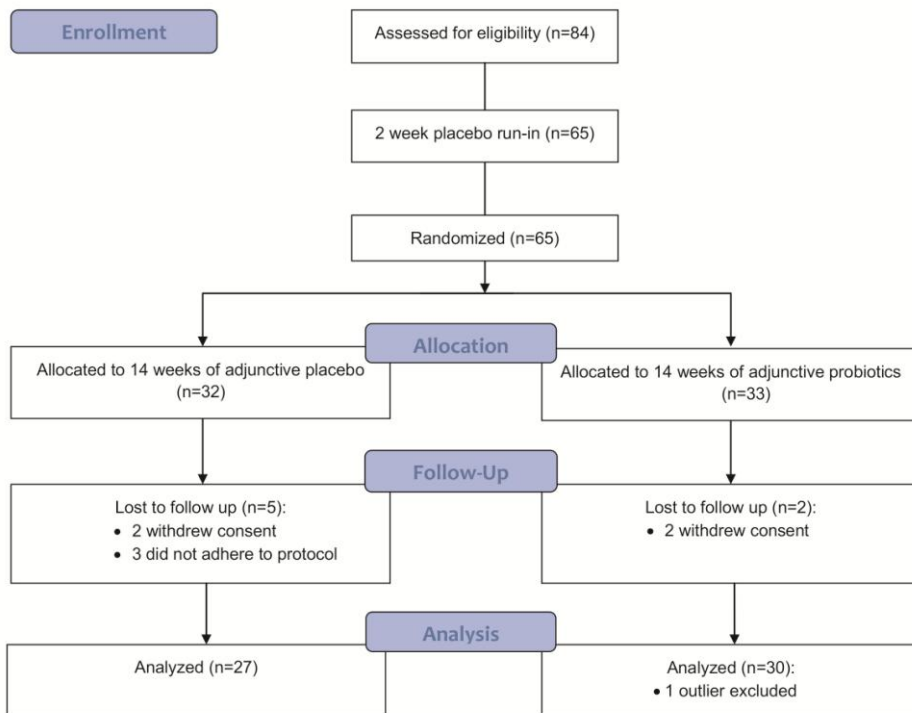 Enrollment
Assessed for eligibility (n=84)
2 week placebo run-in (n=65)
Randomized (n=65)
Allocation
Allocated to 14 weeks of adjunctive placebo
(n=32)
Allocated to 14 weeks of adjunctive probiotics
(n=33)
Follow-Up
Lost to follow up (n=5):
• 2 withdrew consent
• 3 did not adhere to protocol
Lost to follow up (n=2):
• 2 withdrew consent
Analysis
Analyzed (n=27)
Analyzed (n=30):
• 1 outlier excluded